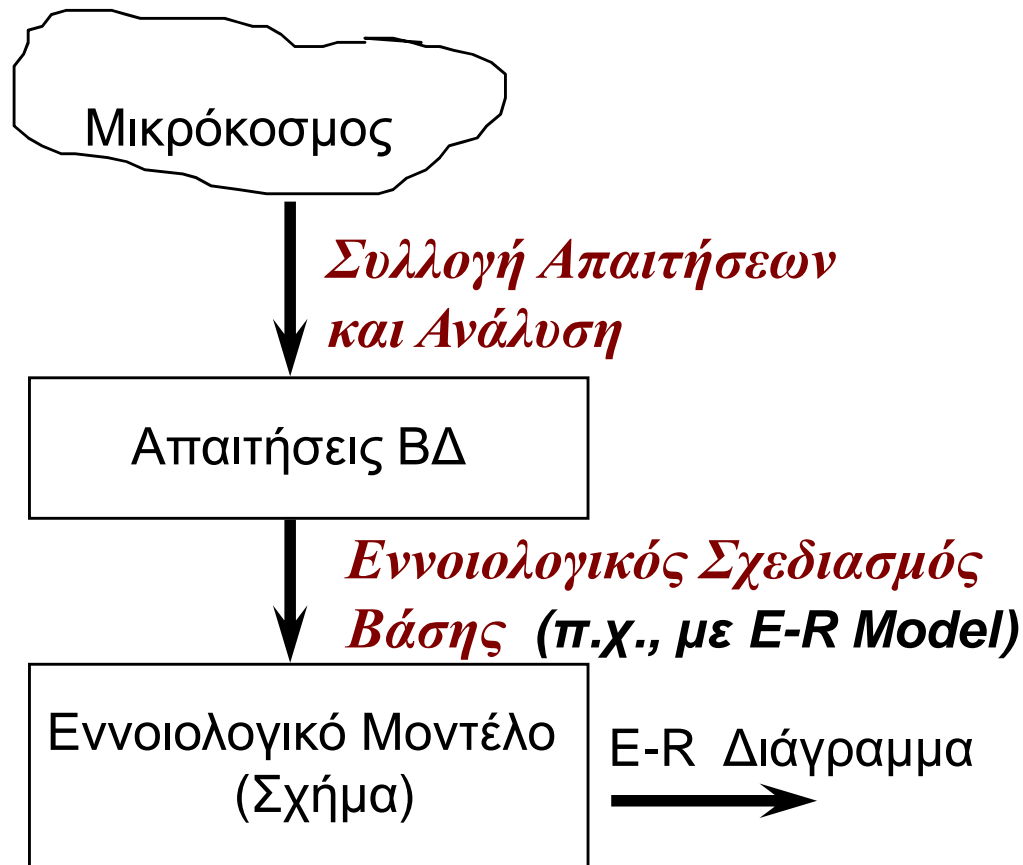 Μικρόκοσμος
Συλλογή Απαιτήσεων
και Ανάλυση
Απαιτήσεις ΒΔ
Εννοιολογικός Σχεδιασμός
Βάσης (π.χ., με E-R Model)
Εννοιολογικό Μοντέλο
(Σχήμα)
E-R Διάγραμμα